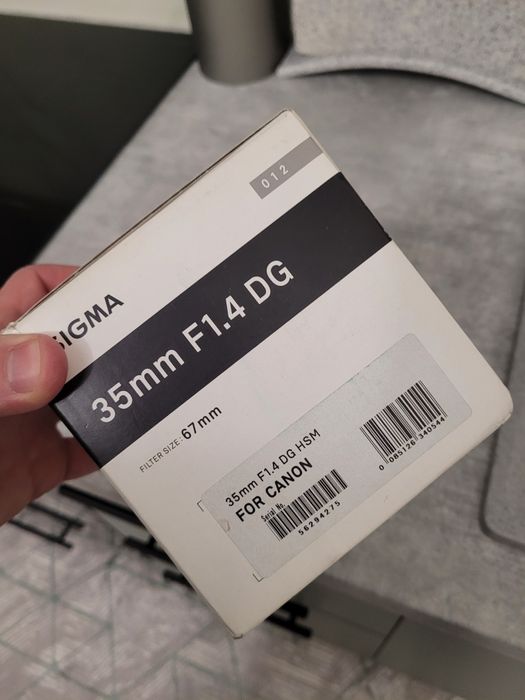 012
SIGMA
35mm F1.4 DG
FILTER SIZE: 67mm
35mm F1.4 DG HSM
FOR CANON
Serial No.
56294275
0 085126 340544